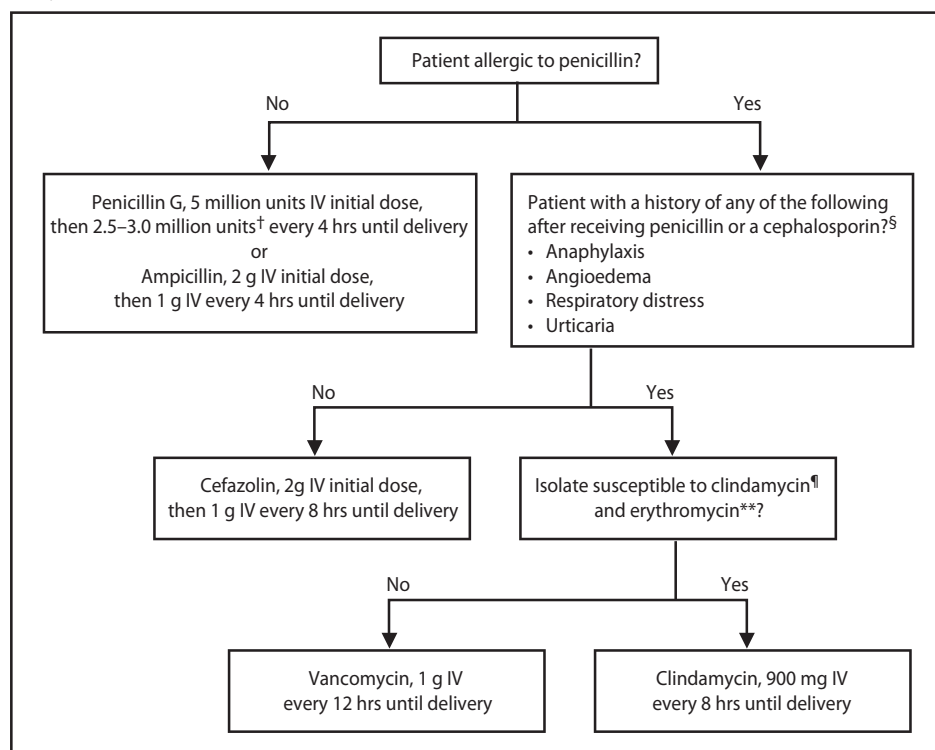 Patient allergic to penicillin?
No
Yes
Penicillin G, 5 million units IV initial dose,
then 2.5–3.0 million units† every 4 hrs until delivery
or
Ampicillin, 2 g IV initial dose,
then 1 g IV every 4 hrs until delivery
Patient with a history of any of the following
after receiving penicillin or a cephalosporin?§
• Anaphylaxis
• Angioedema
• Respiratory distress
• Urticaria
No
Yes
Cefazolin, 2g IV initial dose,
then 1 g IV every 8 hrs until delivery
Isolate susceptible to clindamycin¶
and erythromycin**?
No
Yes
Vancomycin, 1 g IV
every 12 hrs until delivery
Clindamycin, 900 mg IV
every 8 hrs until delivery